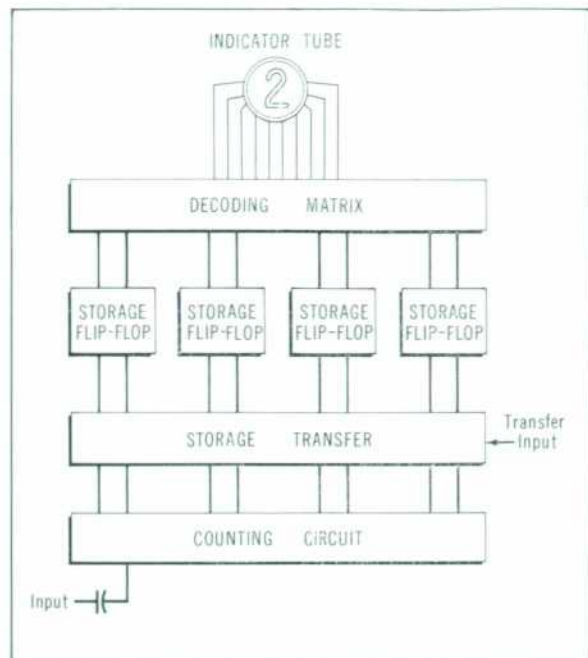 INDICATOR TUBE
2
DECODING MATRIX
STORAGE FLIP-FLOP
STORAGE FLIP-FLOP
STORAGE FLIP-FLOP
STORAGE FLIP-FLOP
STORAGE TRANSFER
Transfer Input
COUNTING CIRCUIT
Input